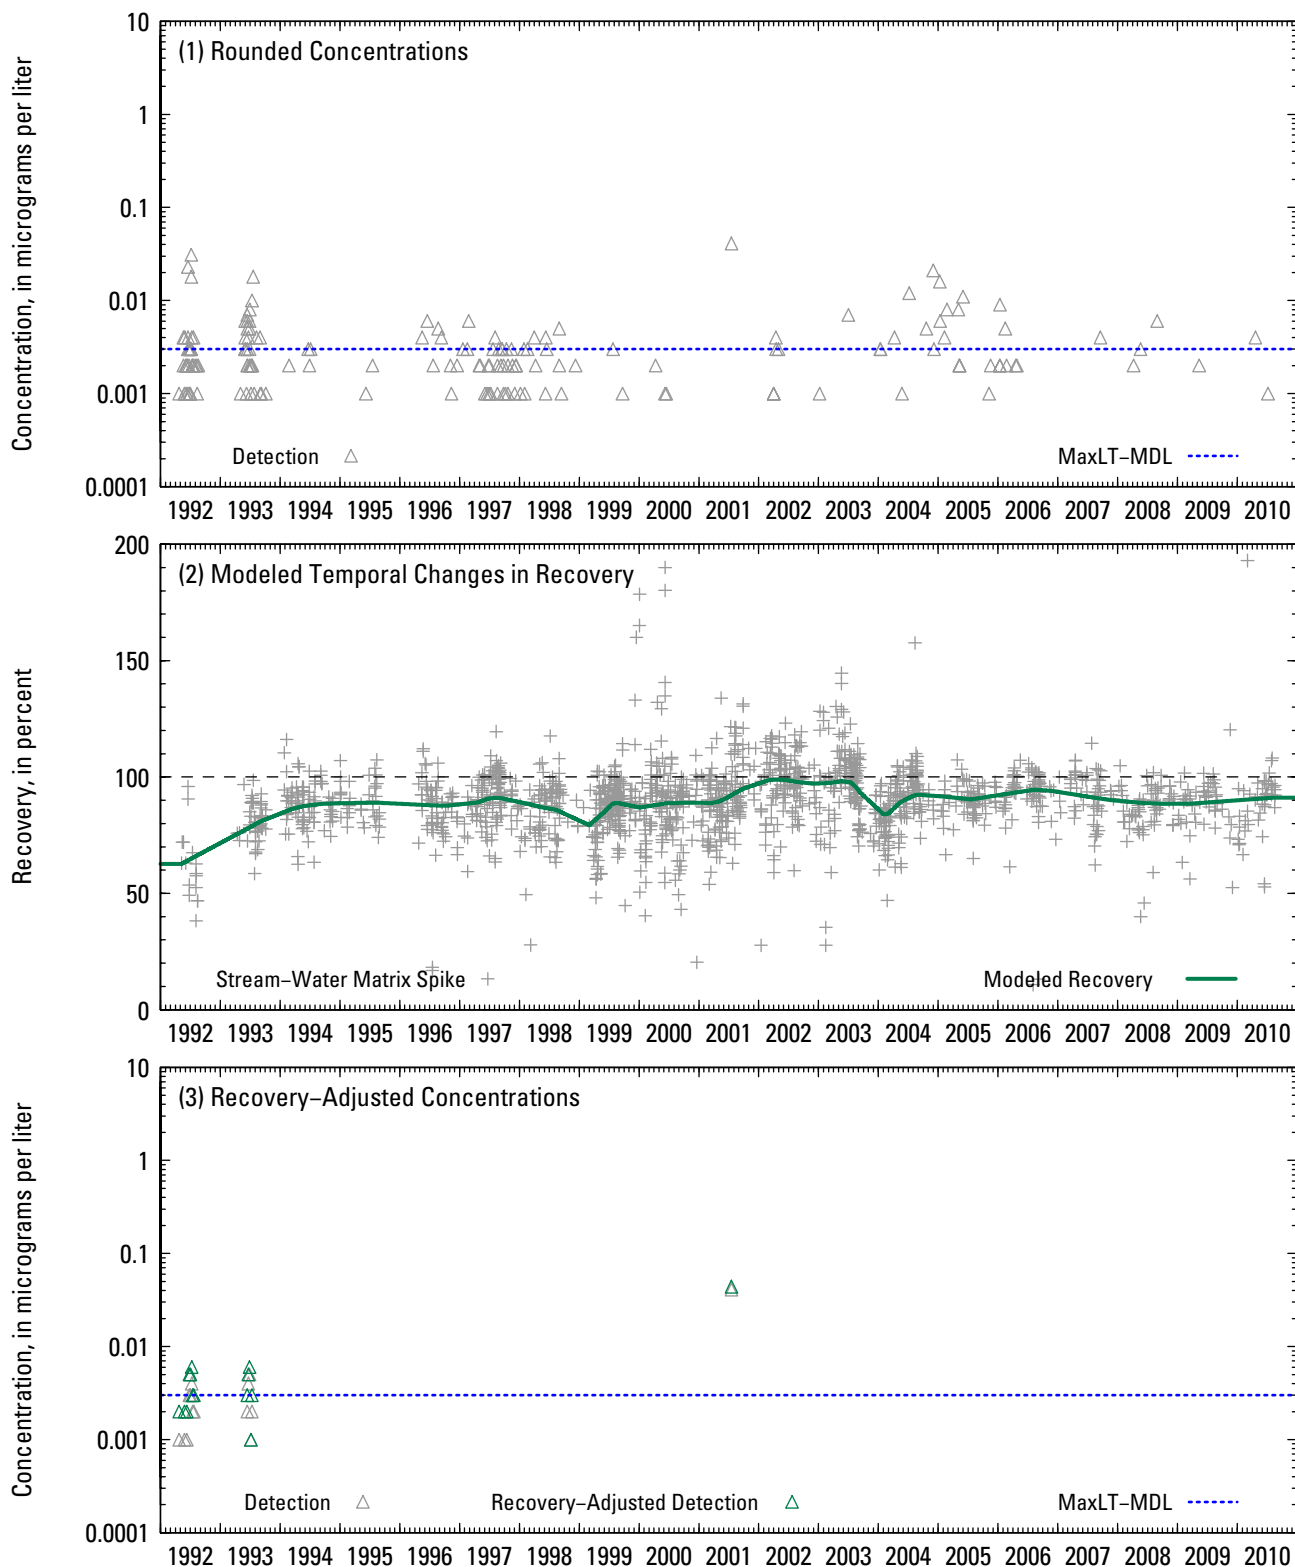 10
(1) Rounded Concentrations
1
0.1
0.01
0.001
0.0001
Concentration, in micrograms per liter
Detection
MaxLT–MDL
1992 1993 1994 1995 1996 1997 1998 1999 2000 2001 2002 2003 2004 2005 2006 2007 2008 2009 2010
200
(2) Modeled Temporal Changes in Recovery
150
100
50
0
Recovery, in percent
Stream–Water Matrix Spike
Modeled Recovery
1992 1993 1994 1995 1996 1997 1998 1999 2000 2001 2002 2003 2004 2005 2006 2007 2008 2009 2010
10
(3) Recovery–Adjusted Concentrations
1
0.1
0.01
0.001
0.0001
Concentration, in micrograms per liter
Detection
Recovery–Adjusted Detection
MaxLT–MDL
1992 1993 1994 1995 1996 1997 1998 1999 2000 2001 2002 2003 2004 2005 2006 2007 2008 2009 2010